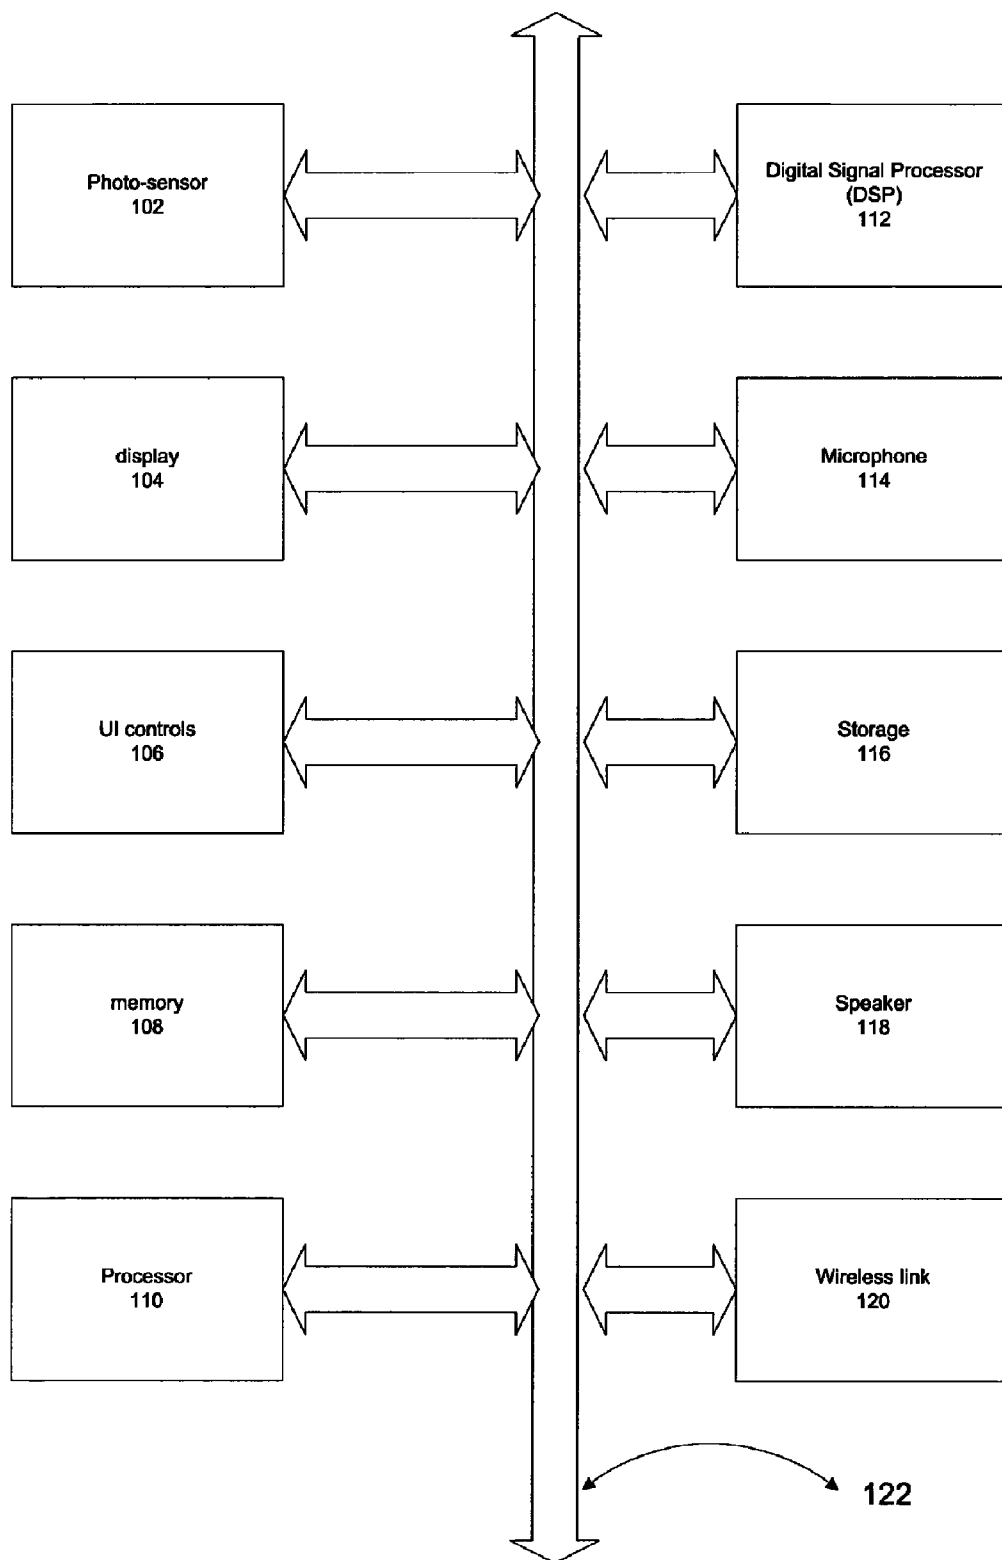 Photo-sensor
102
Digital Signal Processor
(DSP)
112
display
104
Microphone
114
UI controls
106
Storage
116
memory
108
Speaker
118
Processor
110
Wireless link
120
122